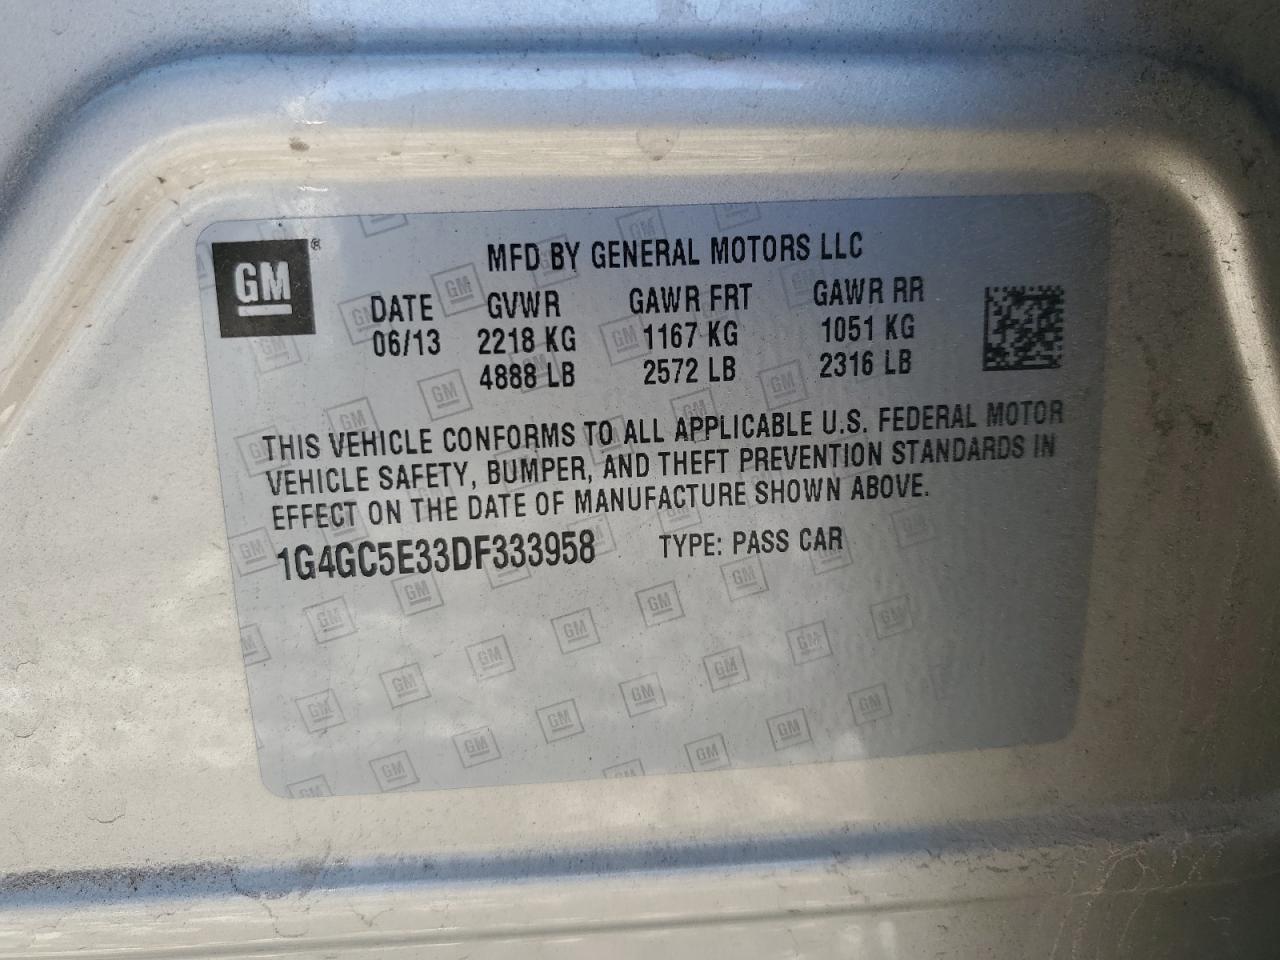 GM®
MFD BY GENERAL MOTORS LLC
DATE GVWR GAWR FRT GAWR RR
06/13 2218 KG 1167 KG 1051 KG
4888 LB 2572 LB 2316 LB
THIS VEHICLE CONFORMS TO ALL APPLICABLE U.S. FEDERAL MOTOR
VEHICLE SAFETY, BUMPER, AND THEFT PREVENTION STANDARDS IN
EFFECT ON THE DATE OF MANUFACTURE SHOWN ABOVE.
1G4GC5E33DF333958 TYPE: PASS CAR